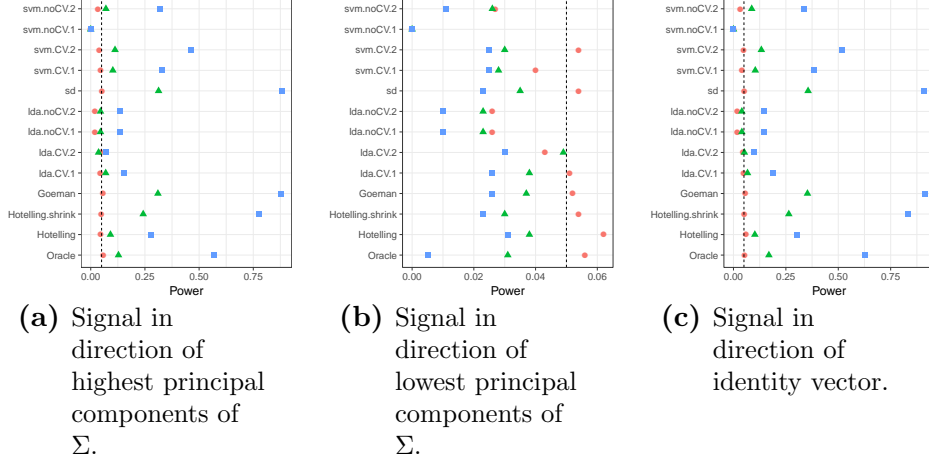 svm.noCV.2
svm.noCV.1
svm.CV.2
svm.CV.1
sd
lda.noCV.2
lda.noCV.1
lda.CV.2
lda.CV.1
Goeman
Hotelling.shrink
Hotelling
Oracle
0.00 0.25 0.50 0.75
Power
(a) Signal in
direction of
highest principal
components of
Σ.
svm.noCV.2
svm.noCV.1
svm.CV.2
svm.CV.1
sd
lda.noCV.2
lda.noCV.1
lda.CV.2
lda.CV.1
Goeman
Hotelling.shrink
Hotelling
Oracle
0.00 0.02 0.04 0.06
Power
(b) Signal in
direction of
lowest principal
components of
Σ.
svm.noCV.2
svm.noCV.1
svm.CV.2
svm.CV.1
sd
lda.noCV.2
lda.noCV.1
lda.CV.2
lda.CV.1
Goeman
Hotelling.shrink
Hotelling
Oracle
0.00 0.25 0.50 0.75
Power
(c) Signal in
direction of
identity vector.